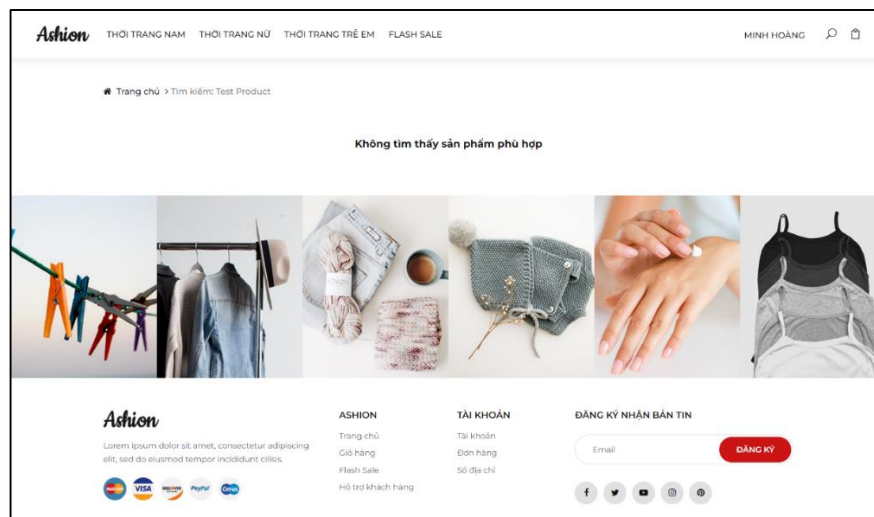 Ashion THỜI TRANG NAM THỜI TRANG NỮ THỜI TRANG TRẺ EM FLASH SALE MINH HOÀNG
Trang chủ > Tìm kiếm: Test Product
Không tìm thấy sản phẩm phù hợp
Ashion
Lorem ipsum dolor sit amet, consectetur adipiscing
elit, sed do eiusmod tempor incididunt cilisis.
VISA DISCOVER PayPal Cirrus
ASHION
Trang chủ
Giỏ hàng
Flash Sale
Hỗ trợ khách hàng
TÀI KHOẢN
Tài khoản
Đơn hàng
Sổ địa chỉ
ĐĂNG KÝ NHẬN BẢN TIN
Email ĐĂNG KÝ